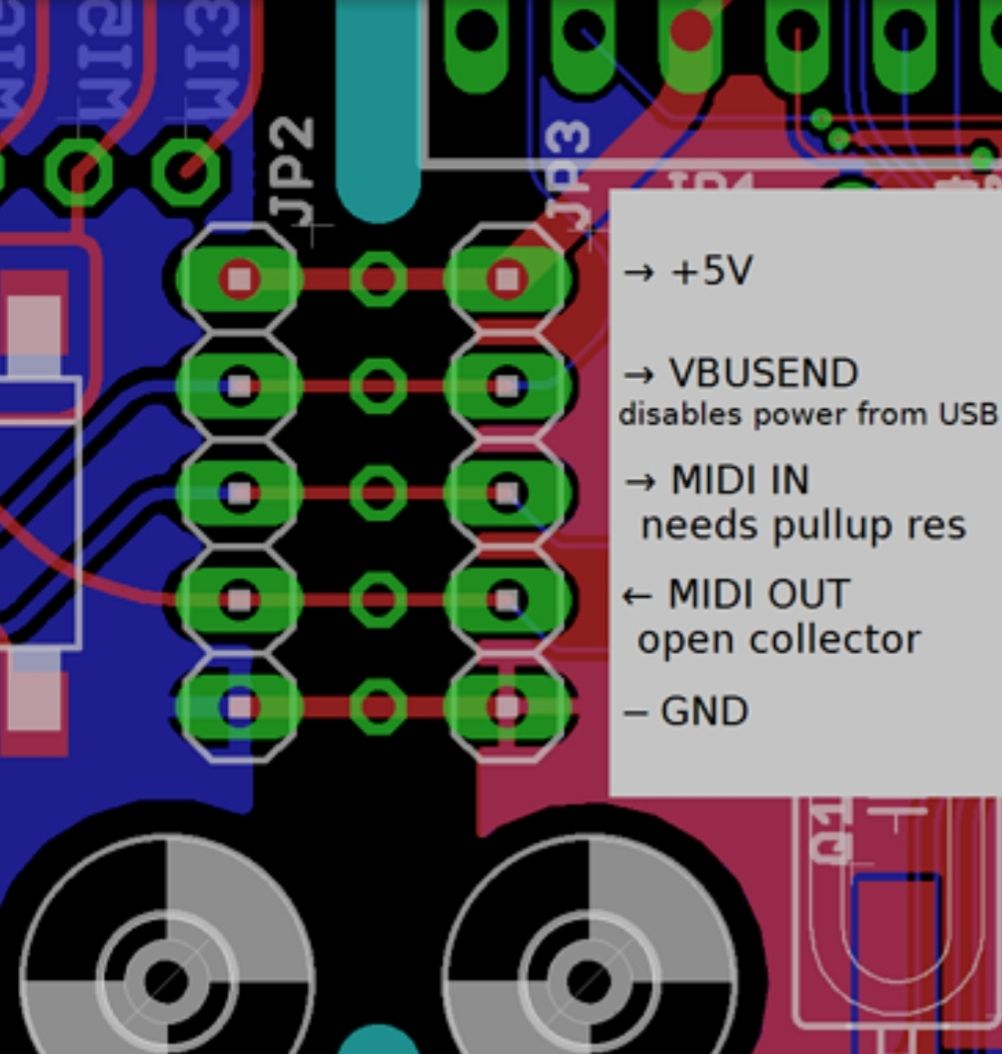 MI3
JP2
JP3
JP4
→ +5V
→ VBUSEND
disables power from USB
→ MIDI IN
needs pullup res
← MIDI OUT
open collector
– GND
Q1